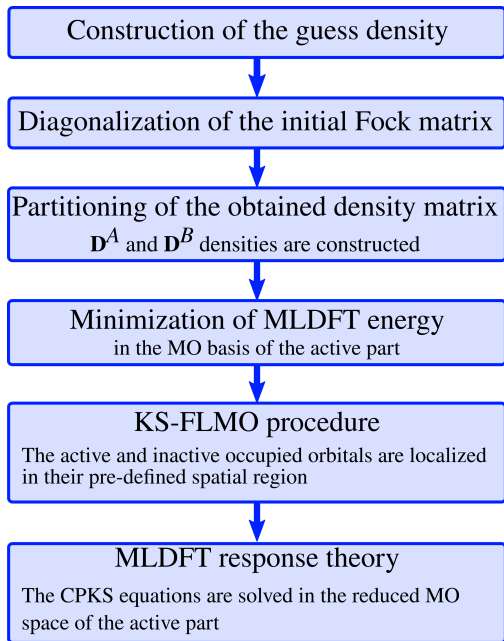 Construction of the guess density
Diagonalization of the initial Fock matrix
Partitioning of the obtained density matrix
D^A and D^B densities are constructed
Minimization of MLDFT energy
in the MO basis of the active part
KS-FLMO procedure
The active and inactive occupied orbitals are localized
in their pre-defined spatial region
MLDFT response theory
The CPKS equations are solved in the reduced MO
space of the active part